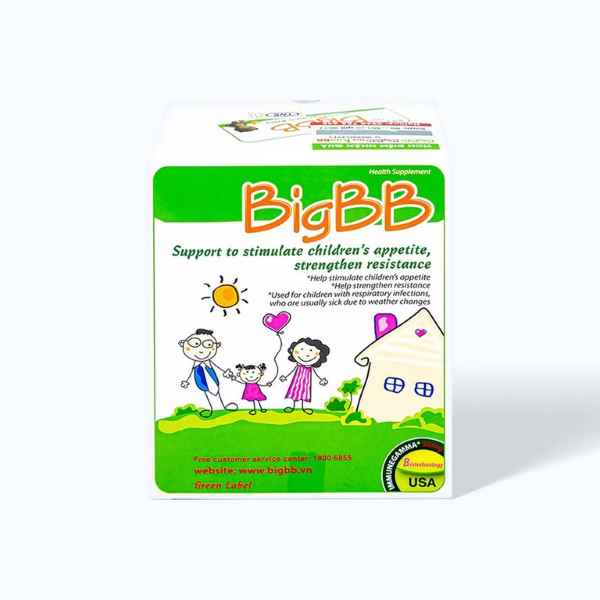 Health Supplement
BigBB
Support to stimulate children's appetite,
strengthen resistance
*Help stimulate children's appetite
*Help strengthen resistance
*Used for children with respiratory infections,
who are usually sick due to weather changes
Free customer service center: 1800 6855
website: www.bigbb.vn
Green Label
IMMUNEGAMMA®
Biotechnology
USA